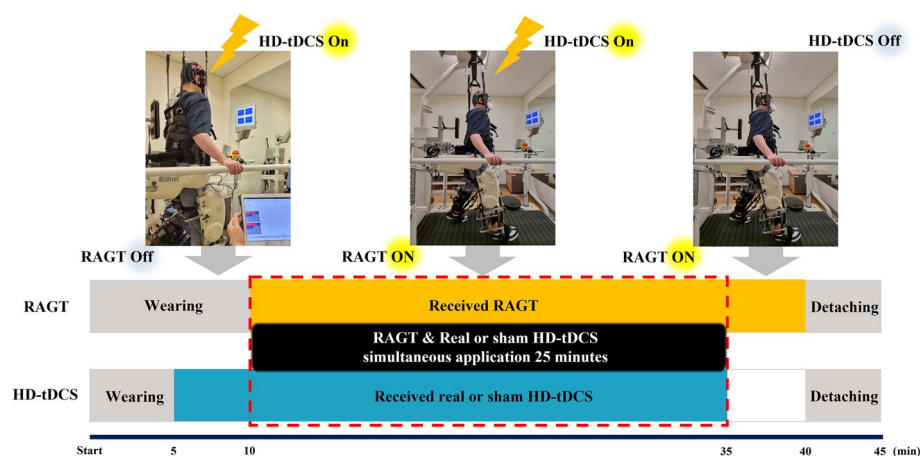 HD-tDCS On
HD-tDCS On
HD-tDCS Off
RAGT Off
RAGT ON
RAGT ON
RAGT
Wearing
Received RAGT
Detaching
RAGT & Real or sham HD-tDCS
simultaneous application 25 minutes
HD-tDCS
Wearing
Received real or sham HD-tDCS
Detaching
Start 5 10 35 40 45 (min)